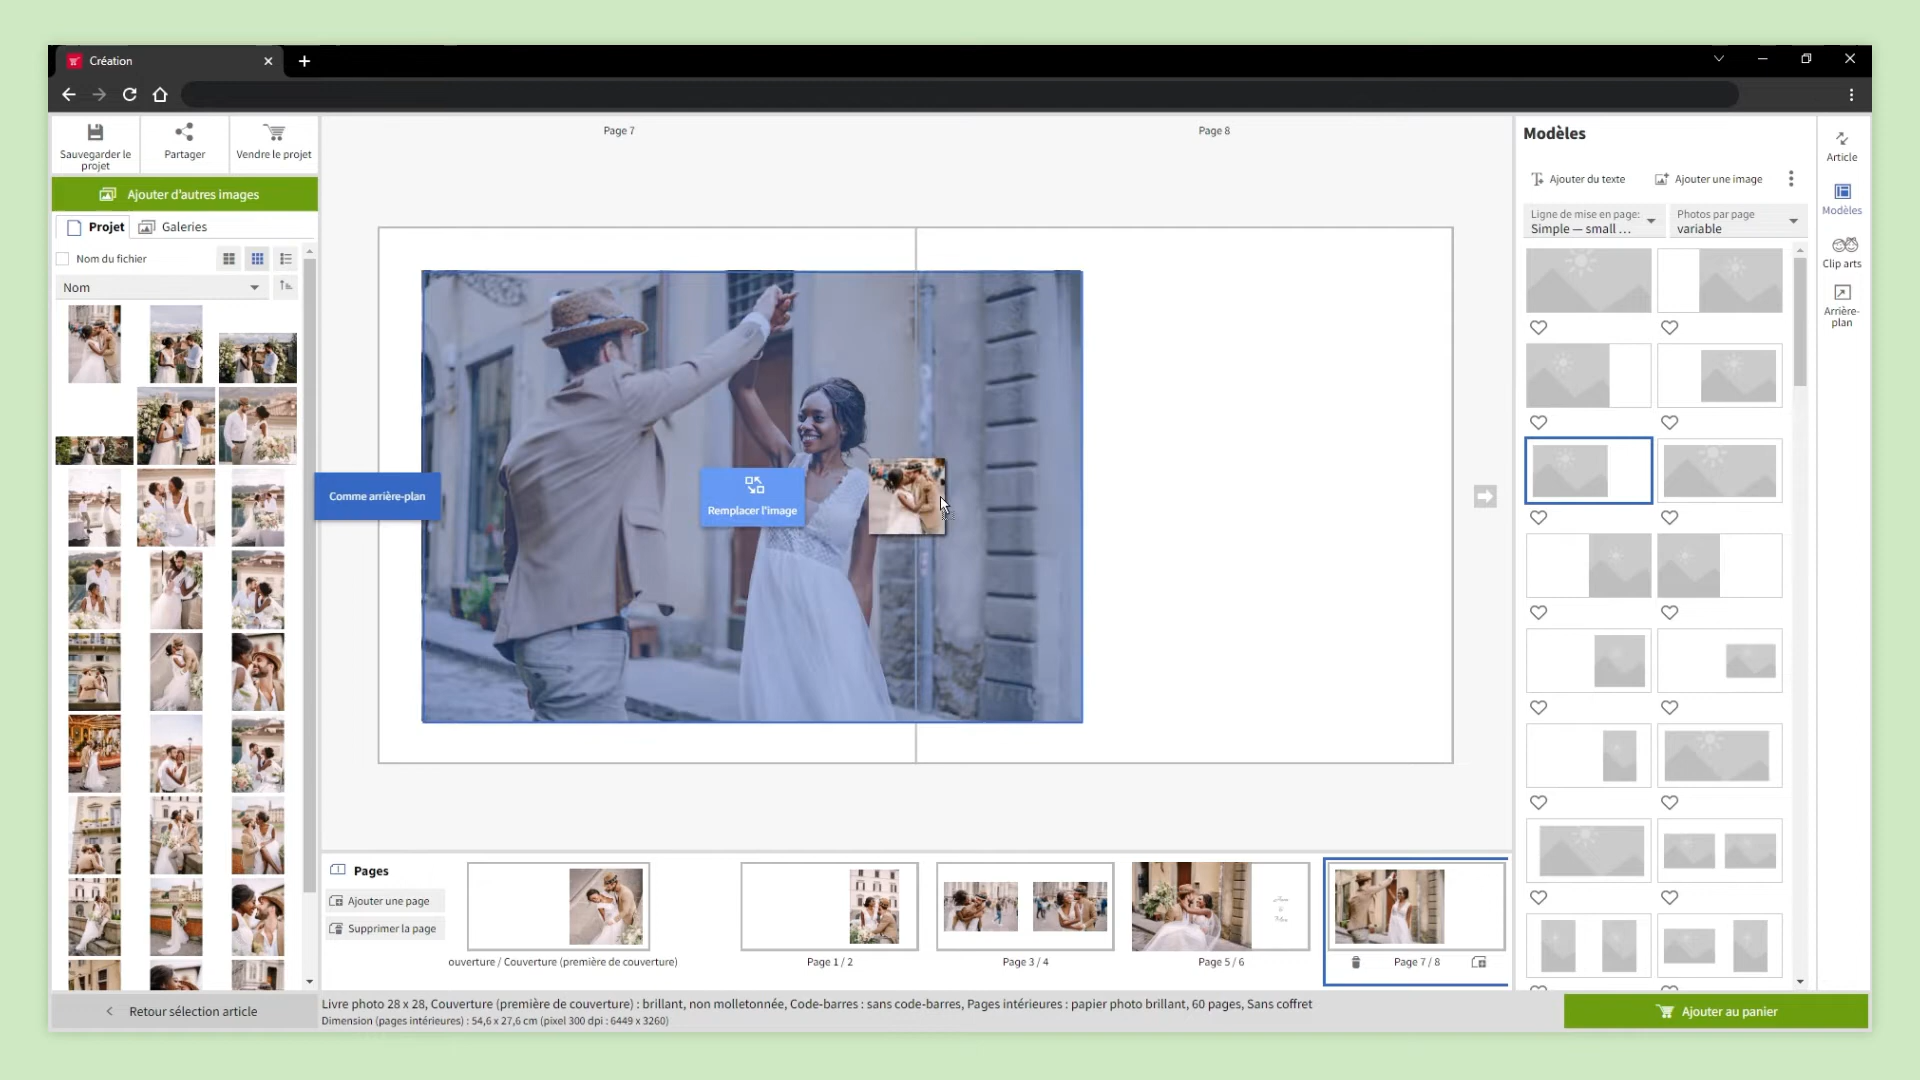 Création
Sauvegarder le
projet
Partager
Vendre le projet
Ajouter d'autres images
Projet
Galeries
Nom du fichier
Nom
Page 7
Page 8
Comme arrière-plan
Remplacer l'image
Modèles
Ajouter du texte
Ajouter une image
Ligne de mise en page:
Simple — small ...
Photos par page
variable
Article
Modèles
Clip arts
Arrière-
plan
Pages
Ajouter une page
Supprimer la page
ouverture / Couverture (première de couverture)
Page 1 / 2
Page 3 / 4
Page 5 / 6
Page 7 / 8
Retour sélection article
Livre photo 28 x 28, Couverture (première de couverture) : brillant, non molletonnée, Code-barres : sans code-barres, Pages intérieures : papier photo brillant, 60 pages, Sans coffret
Dimension (pages intérieures) : 54,6 x 27,6 cm (pixel 300 dpi : 6449 x 3260)
Ajouter au panier